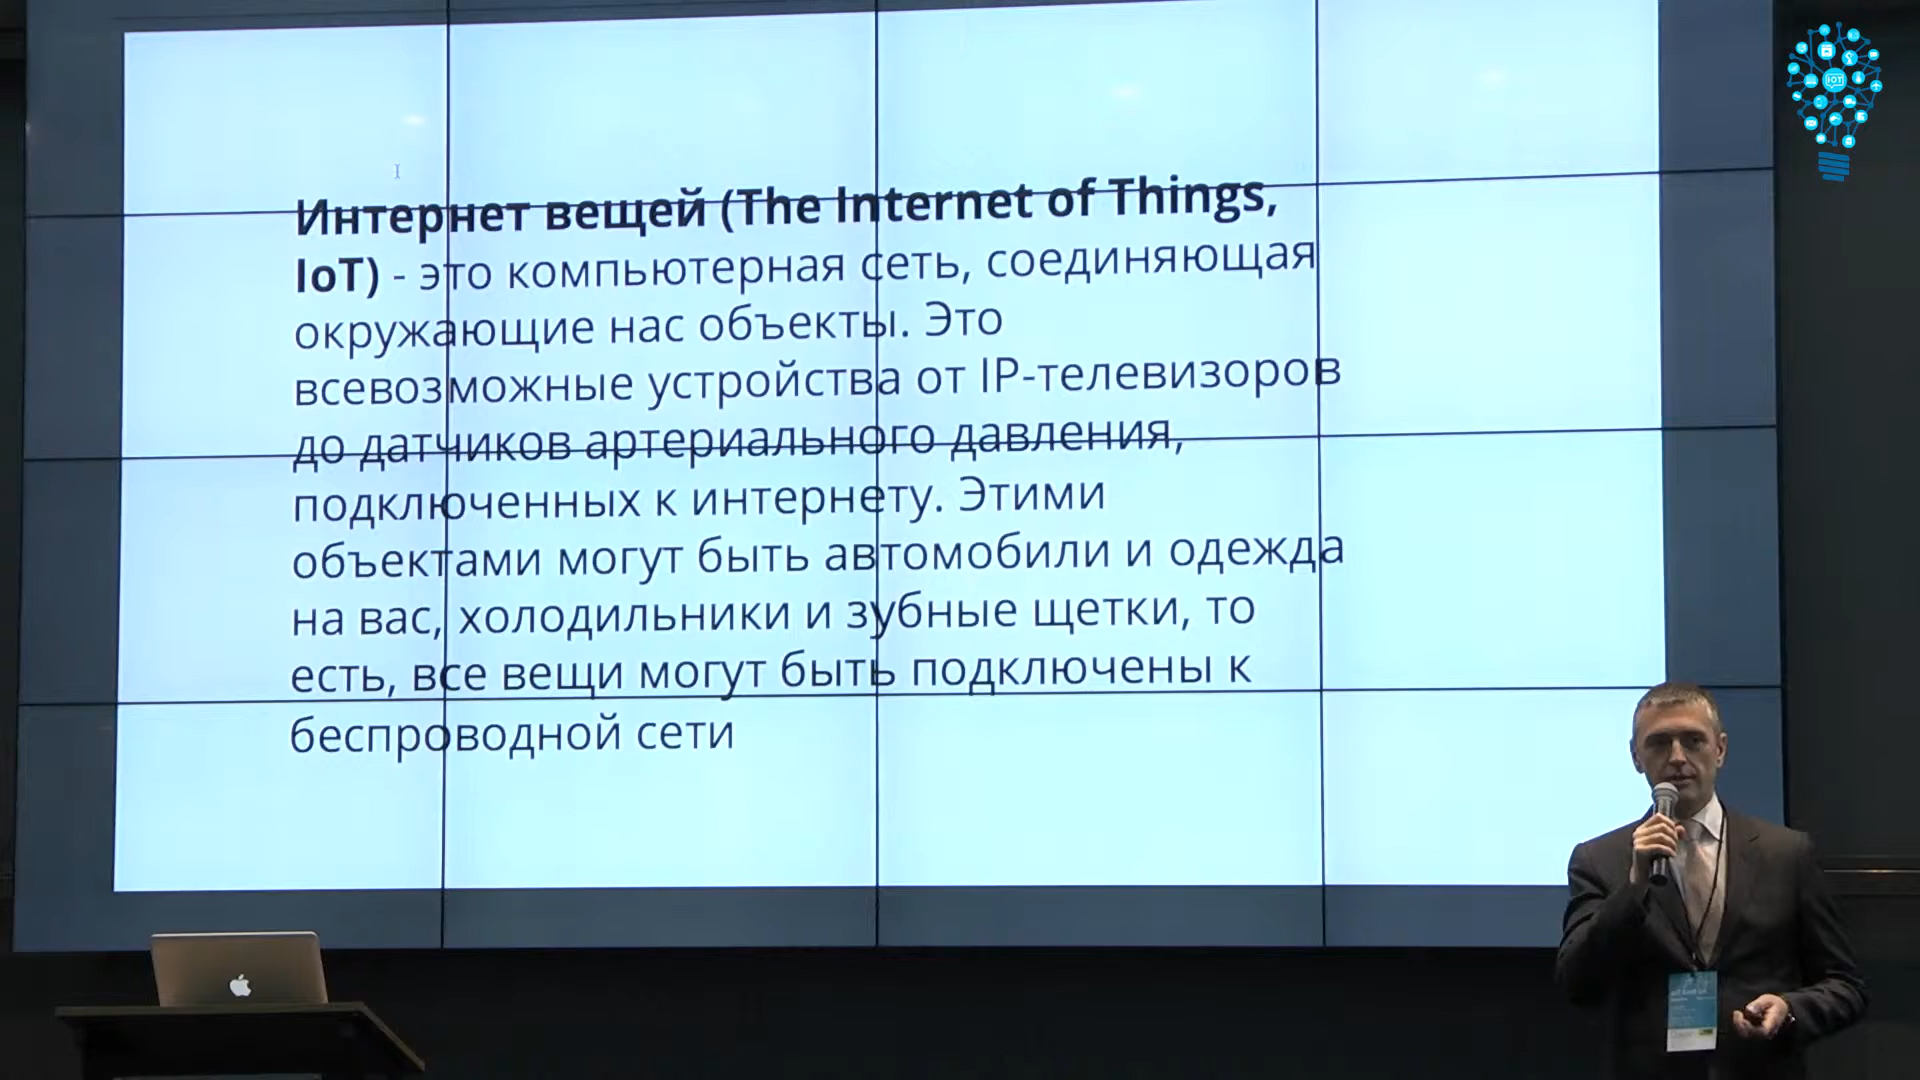 Интернет вещей (The Internet of Things,
IoT) - это компьютерная сеть, соединяющая
окружающие нас объекты. Это
всевозможные устройства от IP-телевизоров
до датчиков артериального давления,
подключенных к интернету. Этими
объектами могут быть автомобили и одежда
на вас, холодильники и зубные щетки, то
есть, все вещи могут быть подключены к
беспроводной сети
IOT